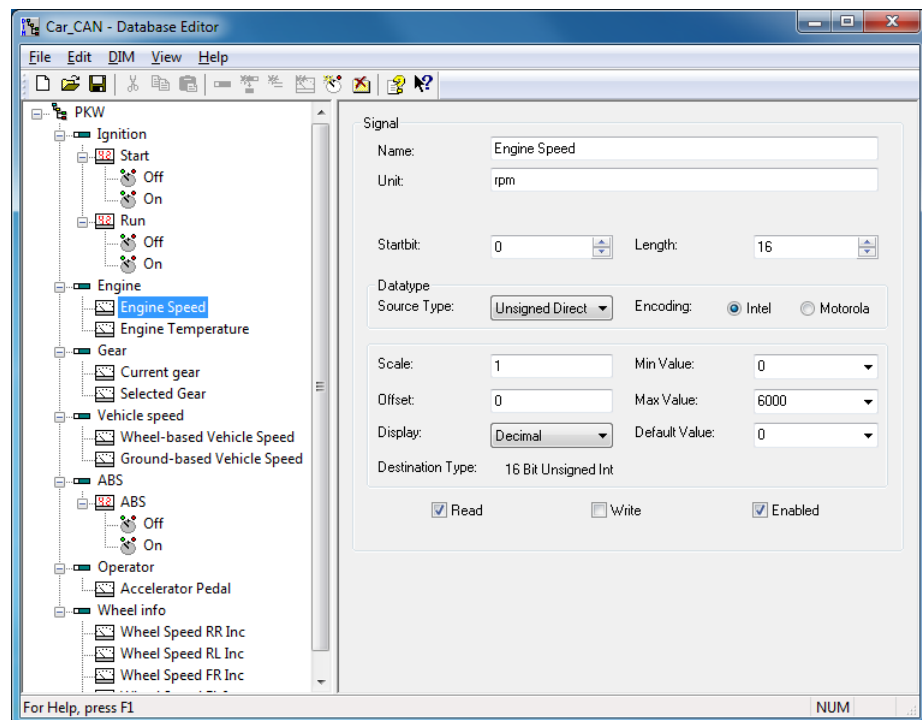 Car_CAN - Database Editor
File Edit DIM View Help
PKW
Ignition
Start
Off
On
Run
Off
On
Engine
Engine Speed
Engine Temperature
Gear
Current gear
Selected Gear
Vehicle speed
Wheel-based Vehicle Speed
Ground-based Vehicle Speed
ABS
ABS
Off
On
Operator
Accelerator Pedal
Wheel info
Wheel Speed RR Inc
Wheel Speed RL Inc
Wheel Speed FR Inc
Signal
Name: Engine Speed
Unit: rpm
Startbit: 0 Length: 16
Datatype
Source Type: Unsigned Direct Encoding: Intel Motorola
Scale: 1 Min Value: 0
Offset: 0 Max Value: 6000
Display: Decimal Default Value: 0
Destination Type: 16 Bit Unsigned Int
Read Write Enabled
For Help, press F1 NUM